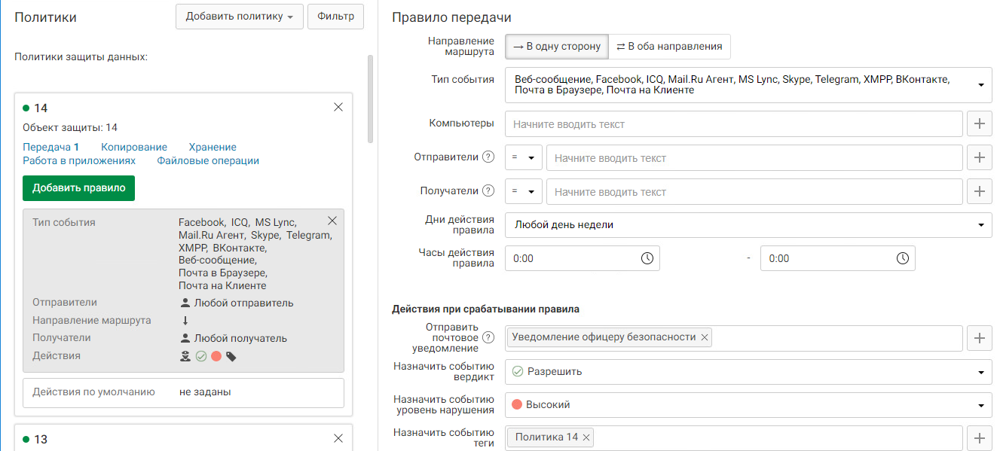 Политики
Добавить политику
Фильтр
Политики защиты данных:
14
Объект защиты: 14
Передача 1 Копирование Хранение
Работа в приложениях Файловые операции
Добавить правило
Тип события
Facebook, ICQ, MS Lync,
Mail.Ru Агент, Skype, Telegram,
XMPP, ВКонтакте,
Веб-сообщение,
Почта в Браузере,
Почта на Клиенте
Отправители
Любой отправитель
Направление маршрута
Получатели
Любой получатель
Действия
Действия по умолчанию
не заданы
13
Правило передачи
Направление
маршрута
→ В одну сторону
⇄ В оба направления
Тип события
Веб-сообщение, Facebook, ICQ, Mail.Ru Агент, MS Lync, Skype, Telegram, XMPP, ВКонтакте,
Почта в Браузере, Почта на Клиенте
Компьютеры
Начните вводить текст
Отправители ?
=
Начните вводить текст
Получатели ?
=
Начните вводить текст
Дни действия
правила
Любой день недели
Часы действия
правила
0:00
-
0:00
Действия при срабатывании правила
Отправить
почтовое ?
уведомление
Уведомление офицеру безопасности
Назначить событию
вердикт
Разрешить
Назначить событию
уровень нарушения
Высокий
Назначить событию
теги
Политика 14